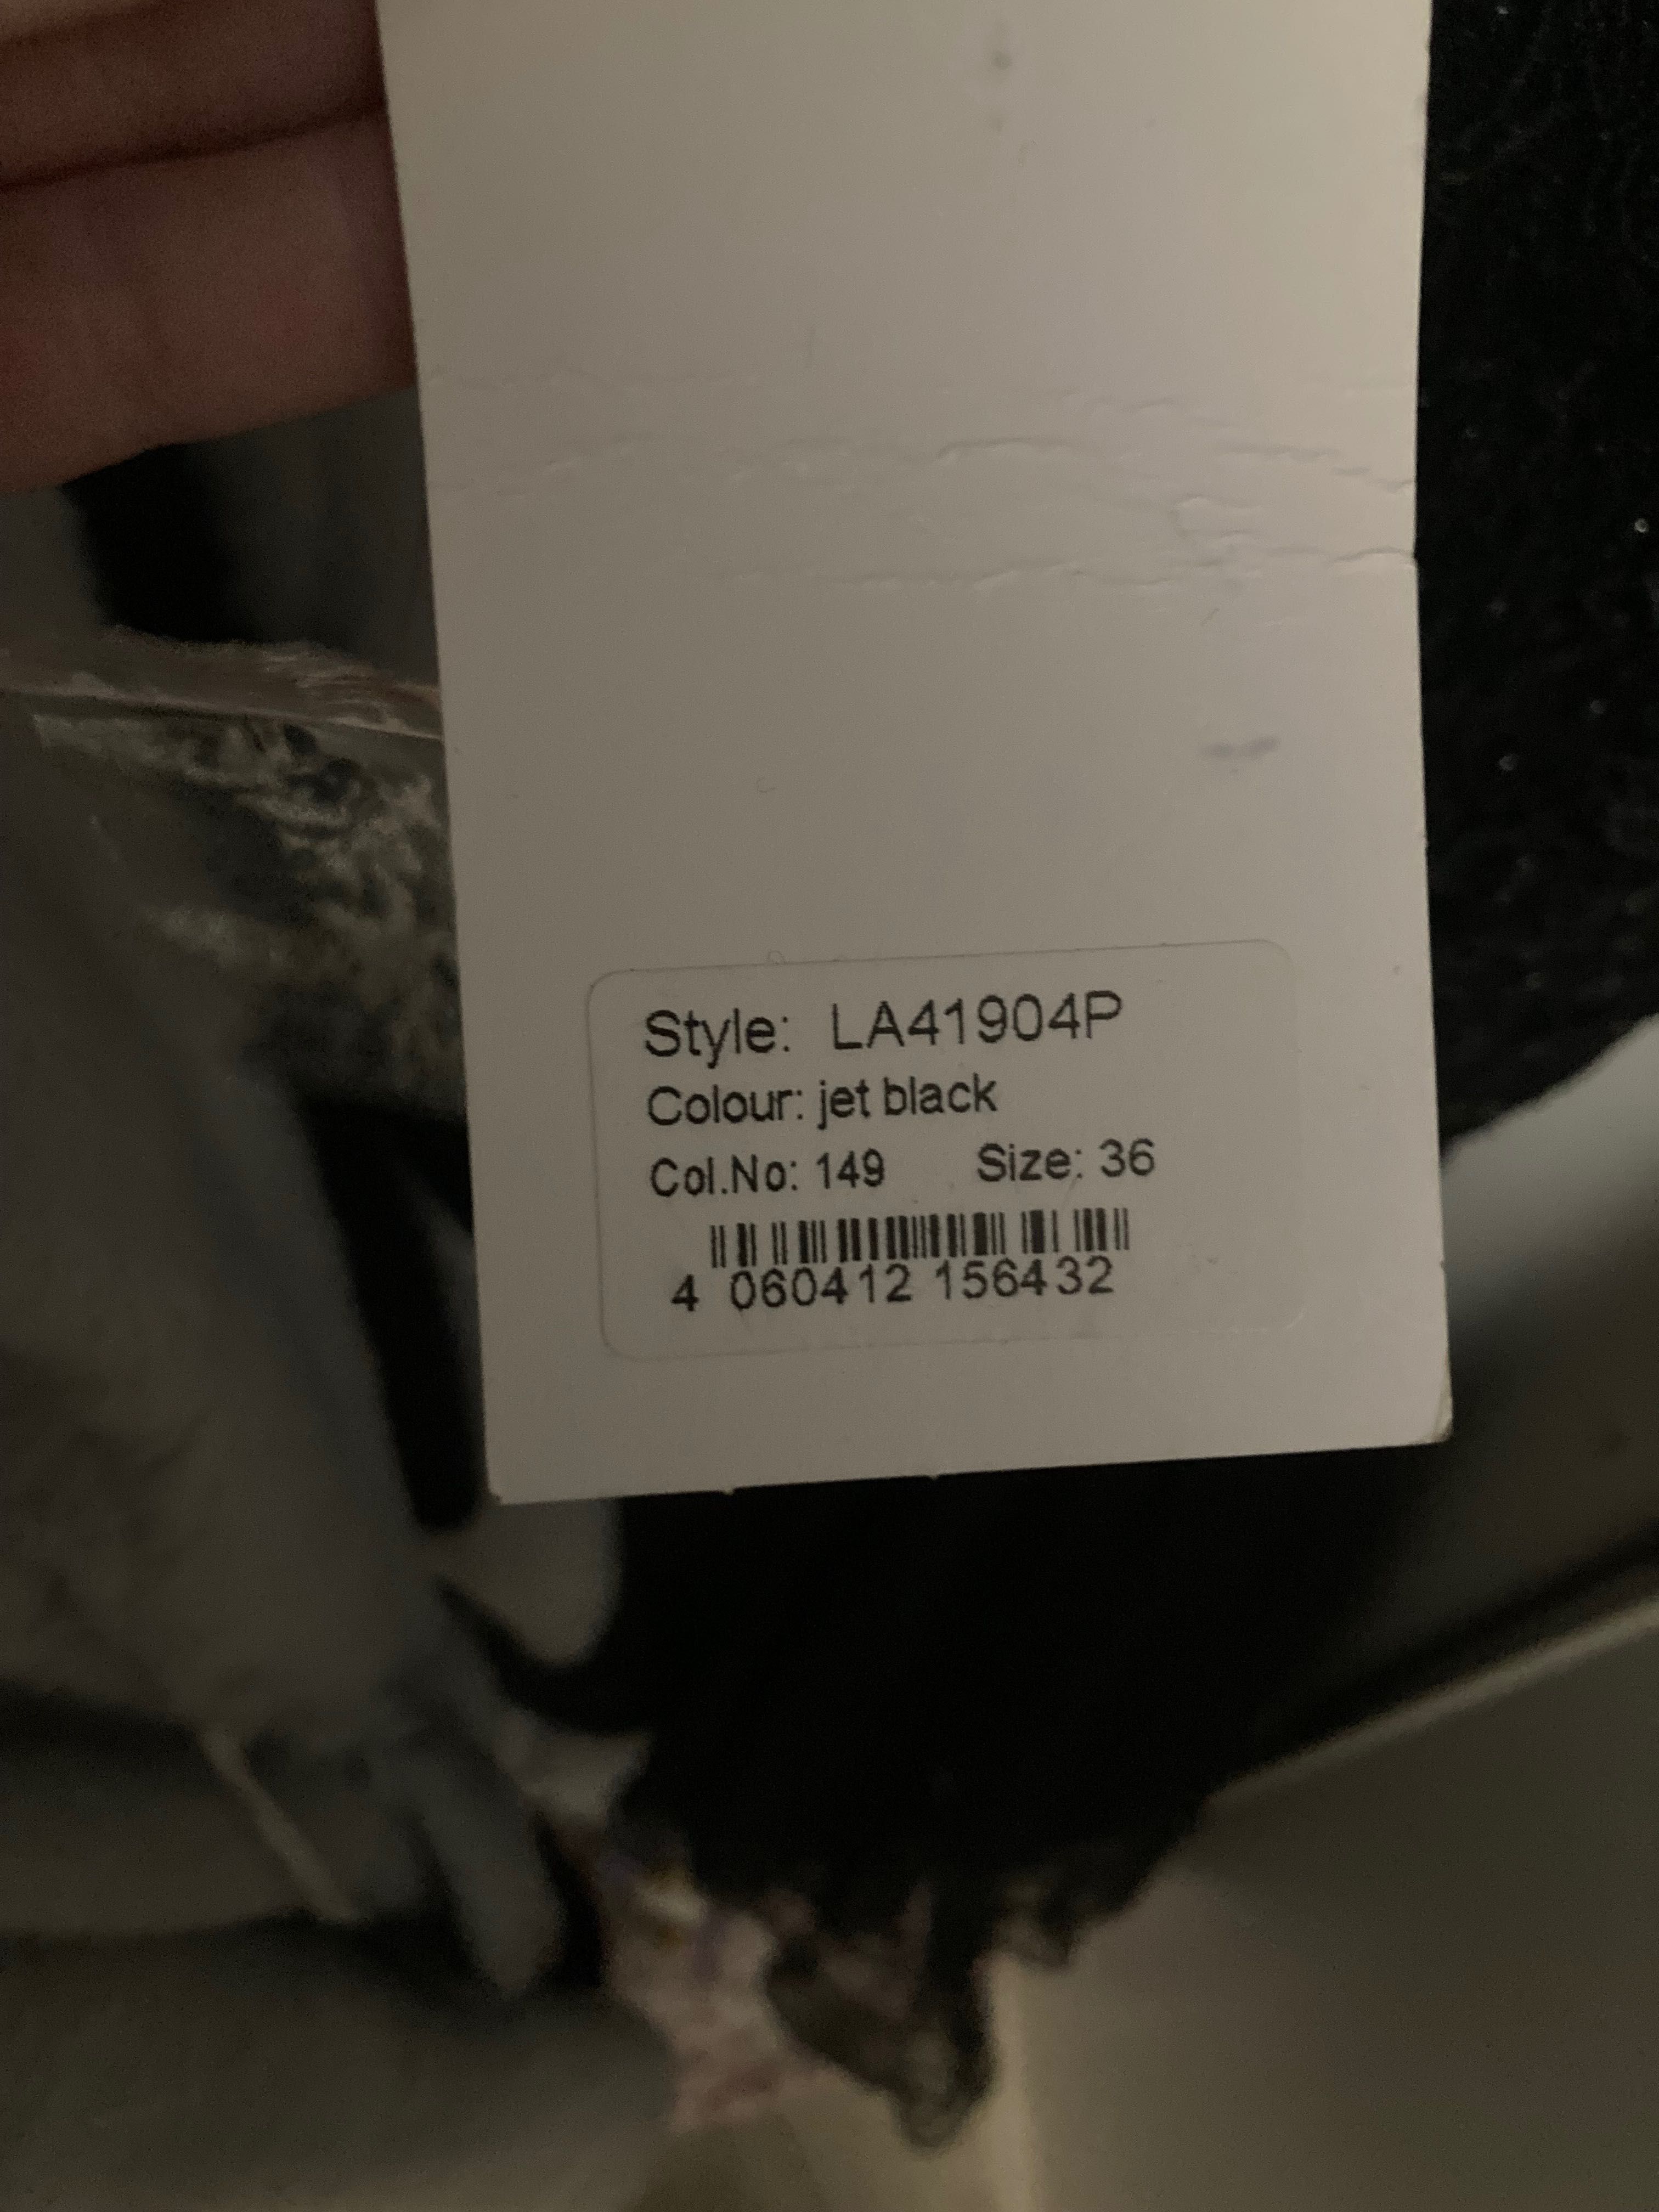 Style: LA41904P
Colour: jet black
Col.No: 149 Size: 36
4 060412 156432